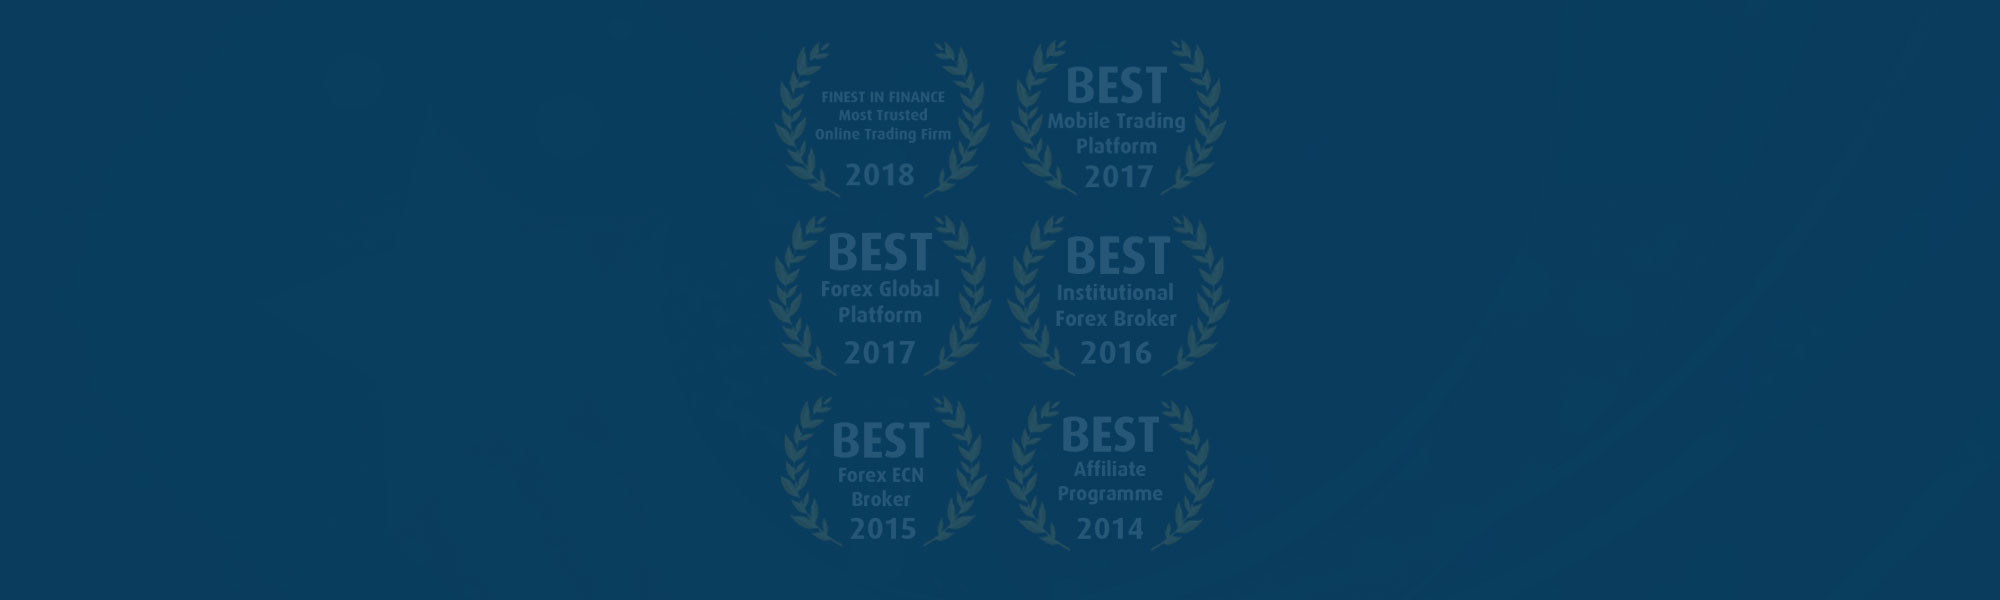 FINEST IN FINANCE
Most Trusted
Online Trading Firm
2018
BEST
Mobile Trading
Platform
2017
BEST
Forex Global
Platform
2017
BEST
Institutional
Forex Broker
2016
BEST
Forex ECN
Broker
2015
BEST
Affiliate
Programme
2014